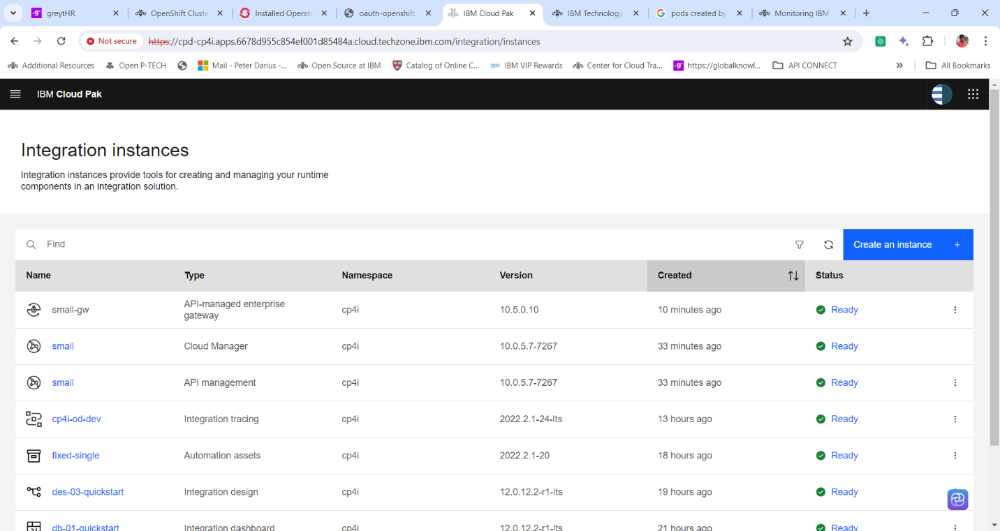 greytHR
OpenShift Cluste
Installed Operato
oauth-openshift.
IBM Cloud Pak
IBM Technology
pods created by
Monitoring IBM
Not secure
https://cpd-cp4i.apps.6678d955c854ef001d85484a.cloud.techzone.ibm.com/integration/instances
Additional Resources
Open P-TECH
Mail - Peter Darius -...
Open Source at IBM
Catalog of Online C...
IBM VIP Rewards
Center for Cloud Tra...
https://globalknowl...
API CONNECT
All Bookmarks
IBM Cloud Pak
Integration instances
Integration instances provide tools for creating and managing your runtime
components in an integration solution.
Find
Create an instance +
Name Type Namespace Version Created Status
small-gw API-managed enterprise gateway cp4i 10.5.0.10 10 minutes ago Ready
small Cloud Manager cp4i 10.0.5.7-7267 33 minutes ago Ready
small API management cp4i 10.0.5.7-7267 33 minutes ago Ready
cp4i-od-dev Integration tracing cp4i 2022.2.1-24-lts 13 hours ago Ready
fixed-single Automation assets cp4i 2022.2.1-20 18 hours ago Ready
des-03-quickstart Integration design cp4i 12.0.12.2-r1-lts 19 hours ago Ready
db-01-quickstart Integration dashboard cp4i 12.0.12.2-r1-lts 21 hours ago Ready